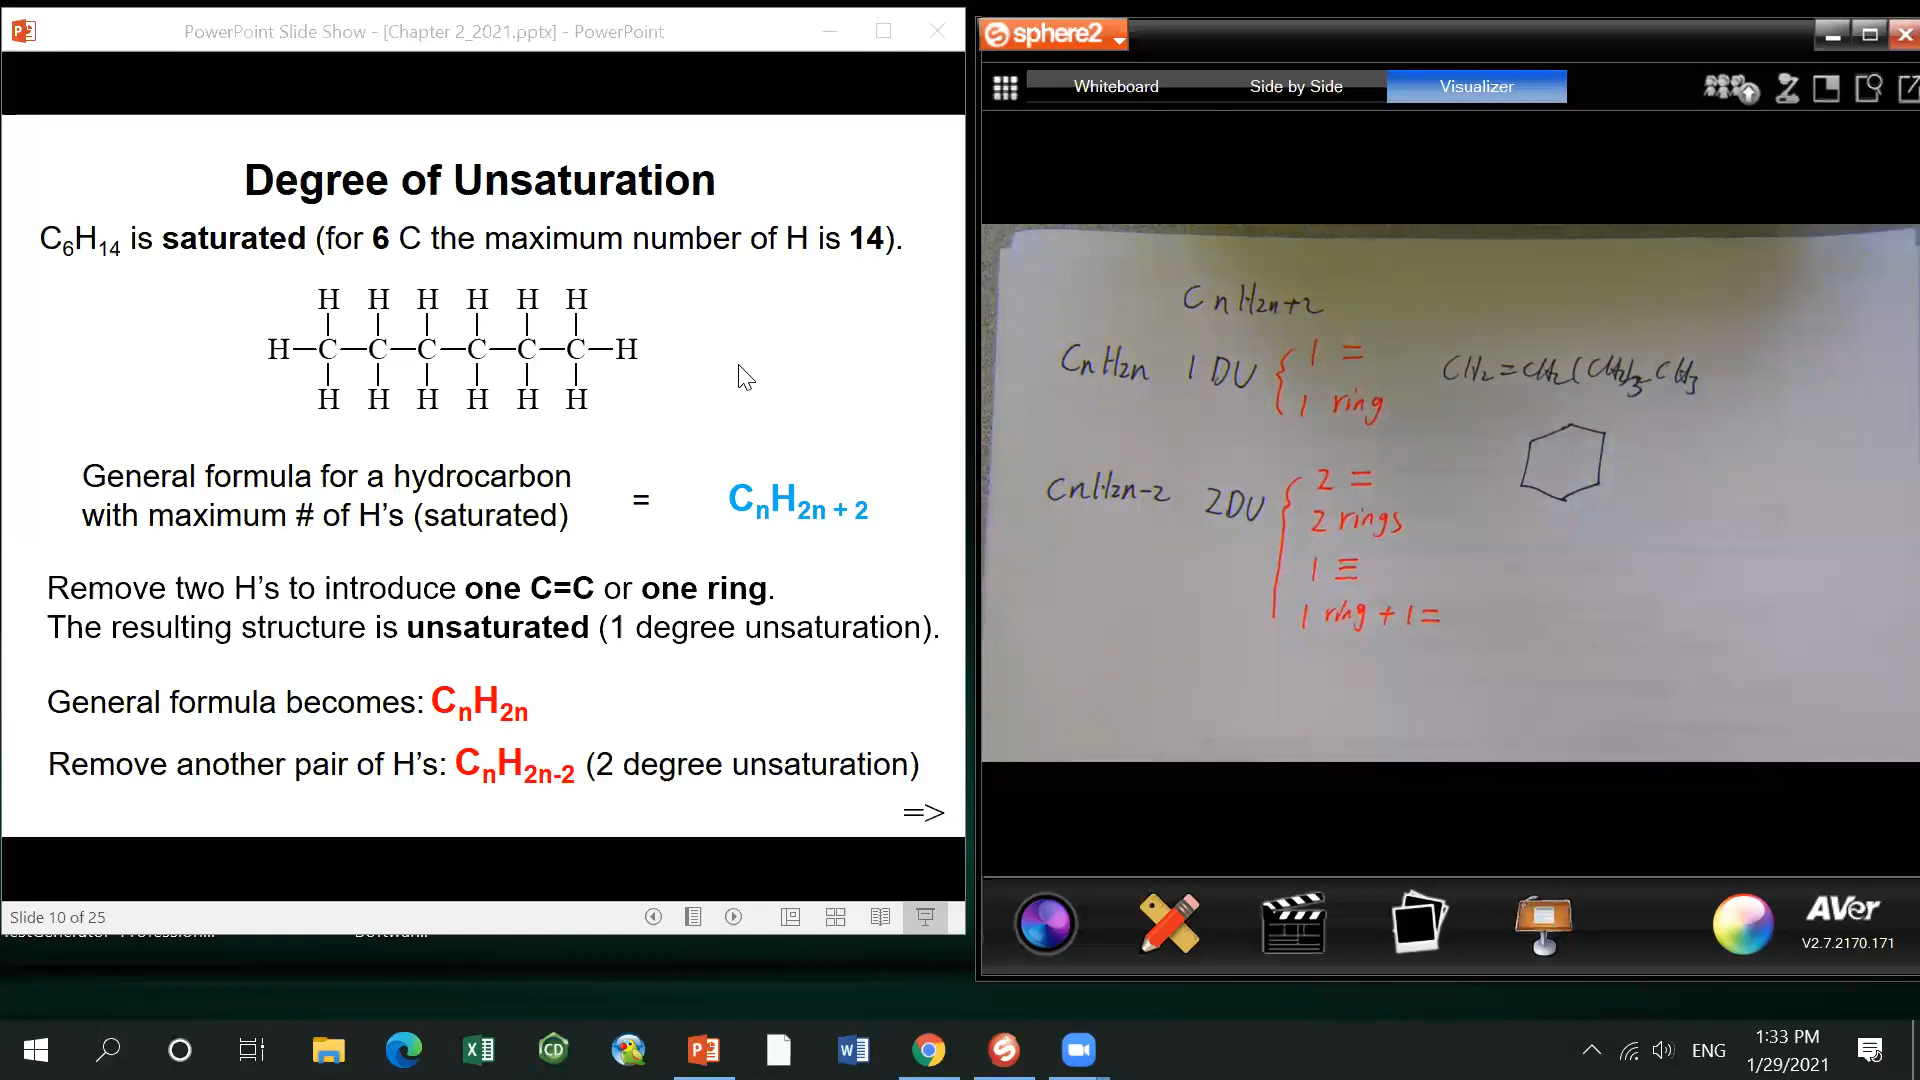 PowerPoint Slide Show - [Chapter 2_2021.pptx] - PowerPoint
Degree of Unsaturation
C6H14 is saturated (for 6 C the maximum number of H is 14).
H H H H H H
H—C—C—C—C—C—C—H
H H H H H H
General formula for a hydrocarbon
with maximum # of H's (saturated)
= CnH2n + 2
Remove two H's to introduce one C=C or one ring.
The resulting structure is unsaturated (1 degree unsaturation).
General formula becomes: CnH2n
Remove another pair of H's: CnH2n-2 (2 degree unsaturation)
=>
Slide 10 of 25
sphere2
Whiteboard Side by Side Visualizer
CnH2n+2
CnH2n 1 DU { 1 =
1 ring
CH2=CH2(CH2)3CH3
CnH2n-2 2DU { 2 =
2 rings
1 ≡
1 ring + 1 =
AVer
V2.7.2170.171
ENG
1:33 PM
1/29/2021